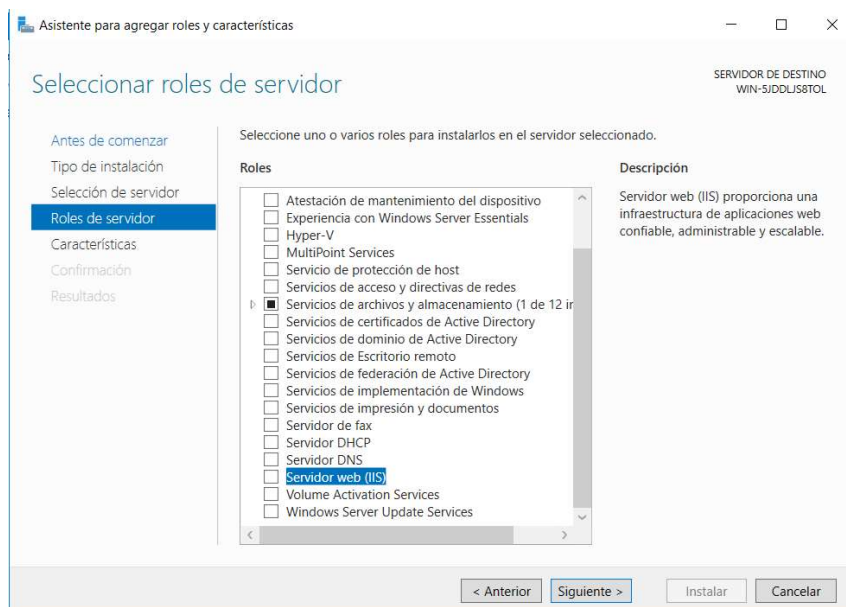 Asistente para agregar roles y características
Seleccionar roles de servidor
SERVIDOR DE DESTINO
WIN-5JDDLJS8TOL
Antes de comenzar
Tipo de instalación
Selección de servidor
Roles de servidor
Características
Confirmación
Resultados
Seleccione uno o varios roles para instalarlos en el servidor seleccionado.
Roles
Atestación de mantenimiento del dispositivo
Experiencia con Windows Server Essentials
Hyper-V
MultiPoint Services
Servicio de protección de host
Servicios de acceso y directivas de redes
Servicios de archivos y almacenamiento (1 de 12 ir
Servicios de certificados de Active Directory
Servicios de dominio de Active Directory
Servicios de Escritorio remoto
Servicios de federación de Active Directory
Servicios de implementación de Windows
Servicios de impresión y documentos
Servidor de fax
Servidor DHCP
Servidor DNS
Servidor web (IIS)
Volume Activation Services
Windows Server Update Services
Descripción
Servidor web (IIS) proporciona una
infraestructura de aplicaciones web
confiable, administrable y escalable.
< Anterior
Siguiente >
Instalar
Cancelar